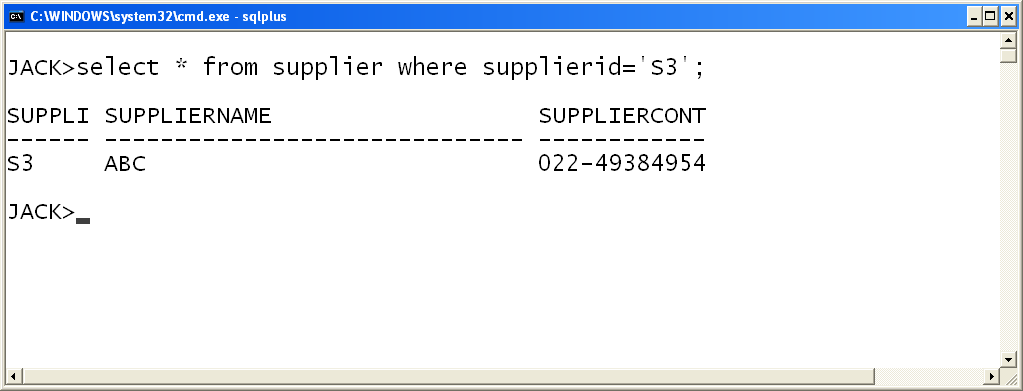 C:\WINDOWS\system32\cmd.exe - sqlplus
JACK>select * from supplier where supplierid='S3';
SUPPLI SUPPLIERNAME                   SUPPLIERCONT
------ ------------------------------ ------------
S3     ABC                            022-49384954
JACK>_